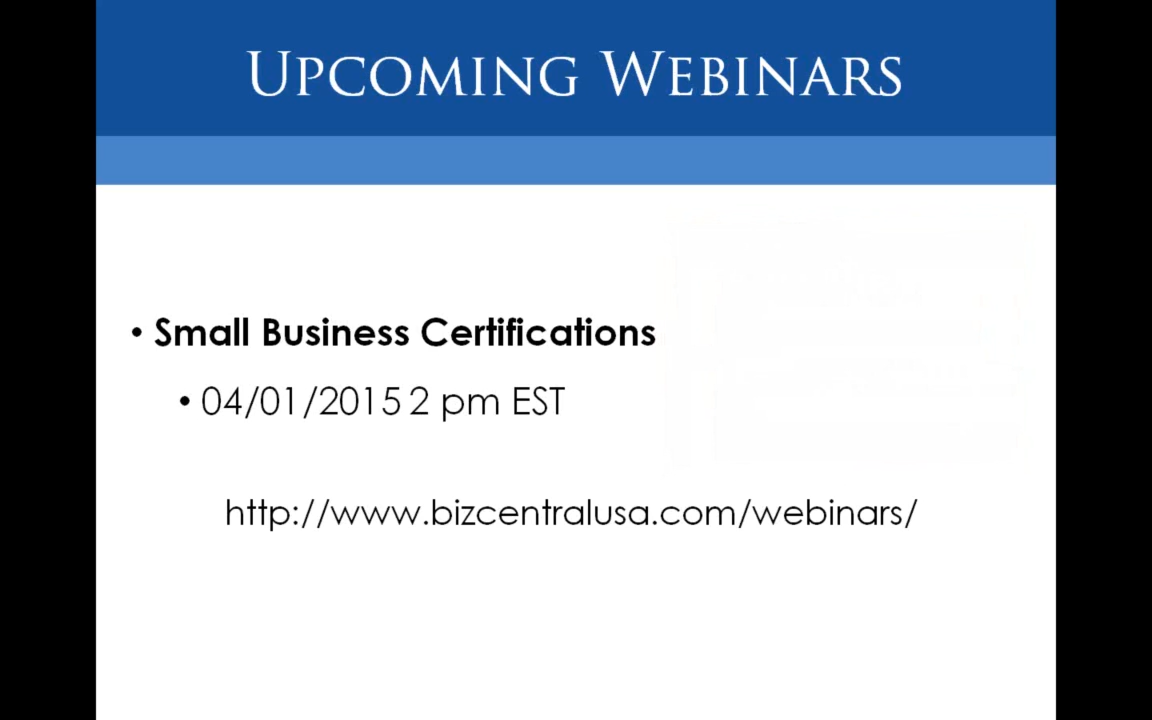 UPCOMING WEBINARS
• Small Business Certifications
• 04/01/2015 2 pm EST
http://www.bizcentralusa.com/webinars/